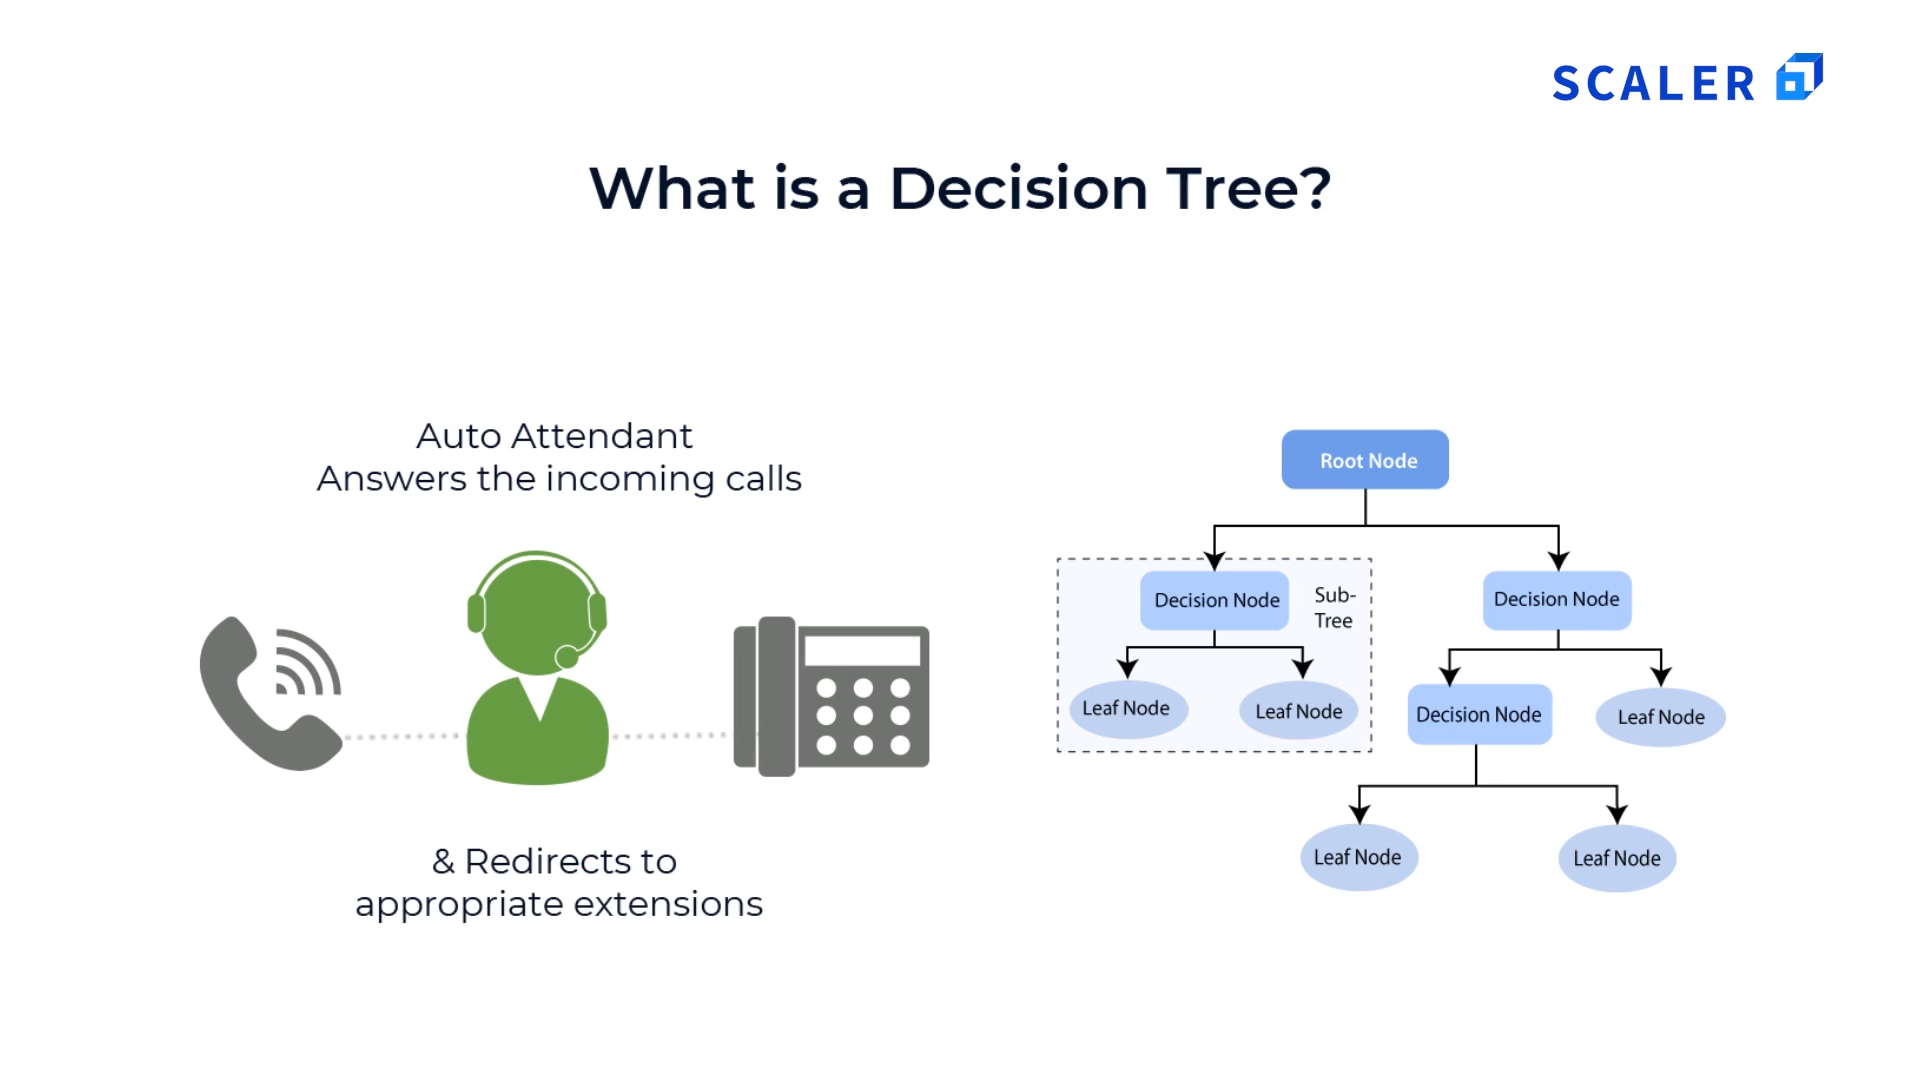 SCALER
What is a Decision Tree?
Auto Attendant
Answers the incoming calls
& Redirects to
appropriate extensions
Root Node
Decision Node
Sub-
Tree
Decision Node
Leaf Node
Leaf Node
Decision Node
Leaf Node
Leaf Node
Leaf Node